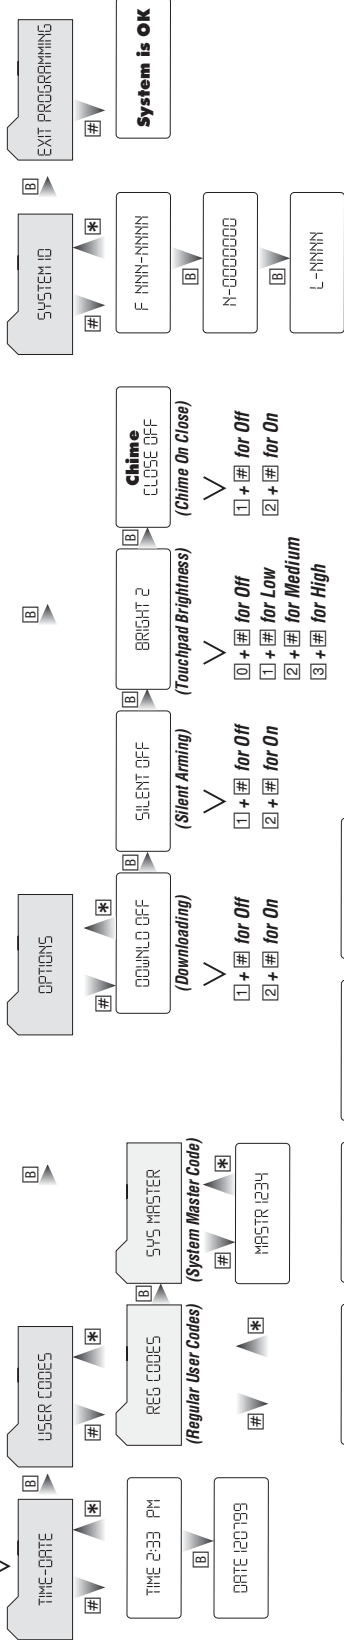 TIME-DATE
#
*
TIME 2:33 PM
B
DATE 120799
B
USER CODES
#
*
REG CODES
(Regular User Codes)
#
*
B
SYS MASTER
(System Master Code)
#
*
MASTR 1234
B
OPTIONS
#
*
DOWNLD OFF
(Downloading)
1 + # for Off
2 + # for On
B
SILENT OFF
(Silent Arming)
1 + # for Off
2 + # for On
B
BRIGHT 2
(Touchpad Brightness)
0 + # for Off
1 + # for Low
2 + # for Medium
3 + # for High
B
Chime
CLOSE OFF
(Chime On Close)
1 + # for Off
2 + # for On
B
SYSTEM ID
#
*
F NNN-NNNN
B
N-0000000
B
L-NNNN
B
EXIT PROGRAMMING
#
System is OK